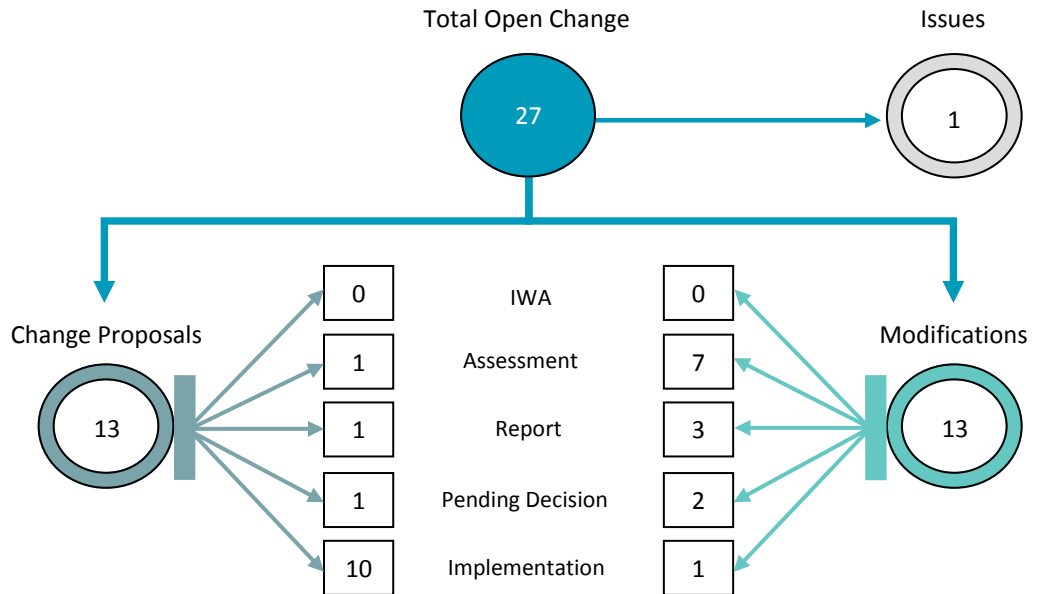 Total Open Change
Issues
27
1
0
IWA
0
Change Proposals
Modifications
1
Assessment
7
13
1
Report
3
13
1
Pending Decision
2
10
Implementation
1